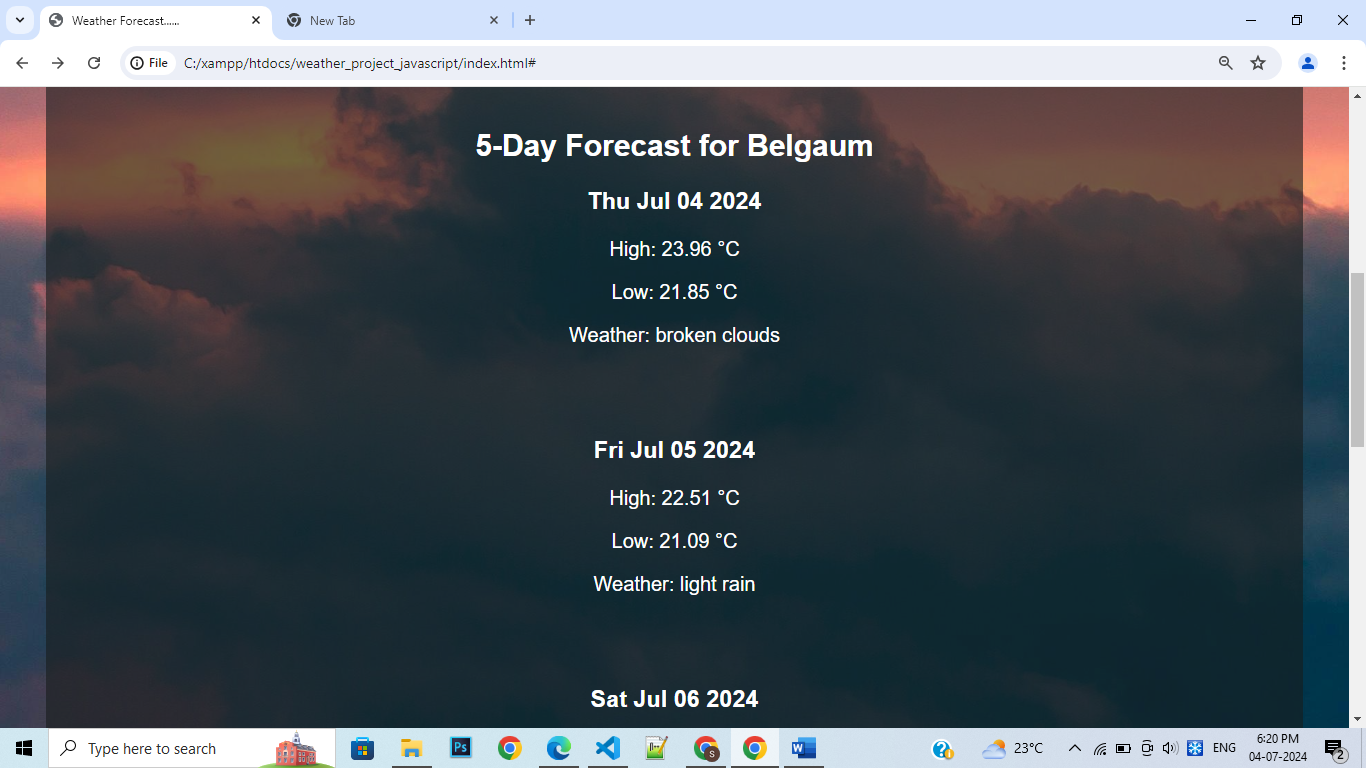 Weather Forecast......
New Tab
File
C:/xampp/htdocs/weather_project_javascript/index.html#
5-Day Forecast for Belgaum
Thu Jul 04 2024
High: 23.96 °C
Low: 21.85 °C
Weather: broken clouds
Fri Jul 05 2024
High: 22.51 °C
Low: 21.09 °C
Weather: light rain
Sat Jul 06 2024
Type here to search
Ps
S
W
?
23°C
ENG
6:20 PM
04-07-2024
2